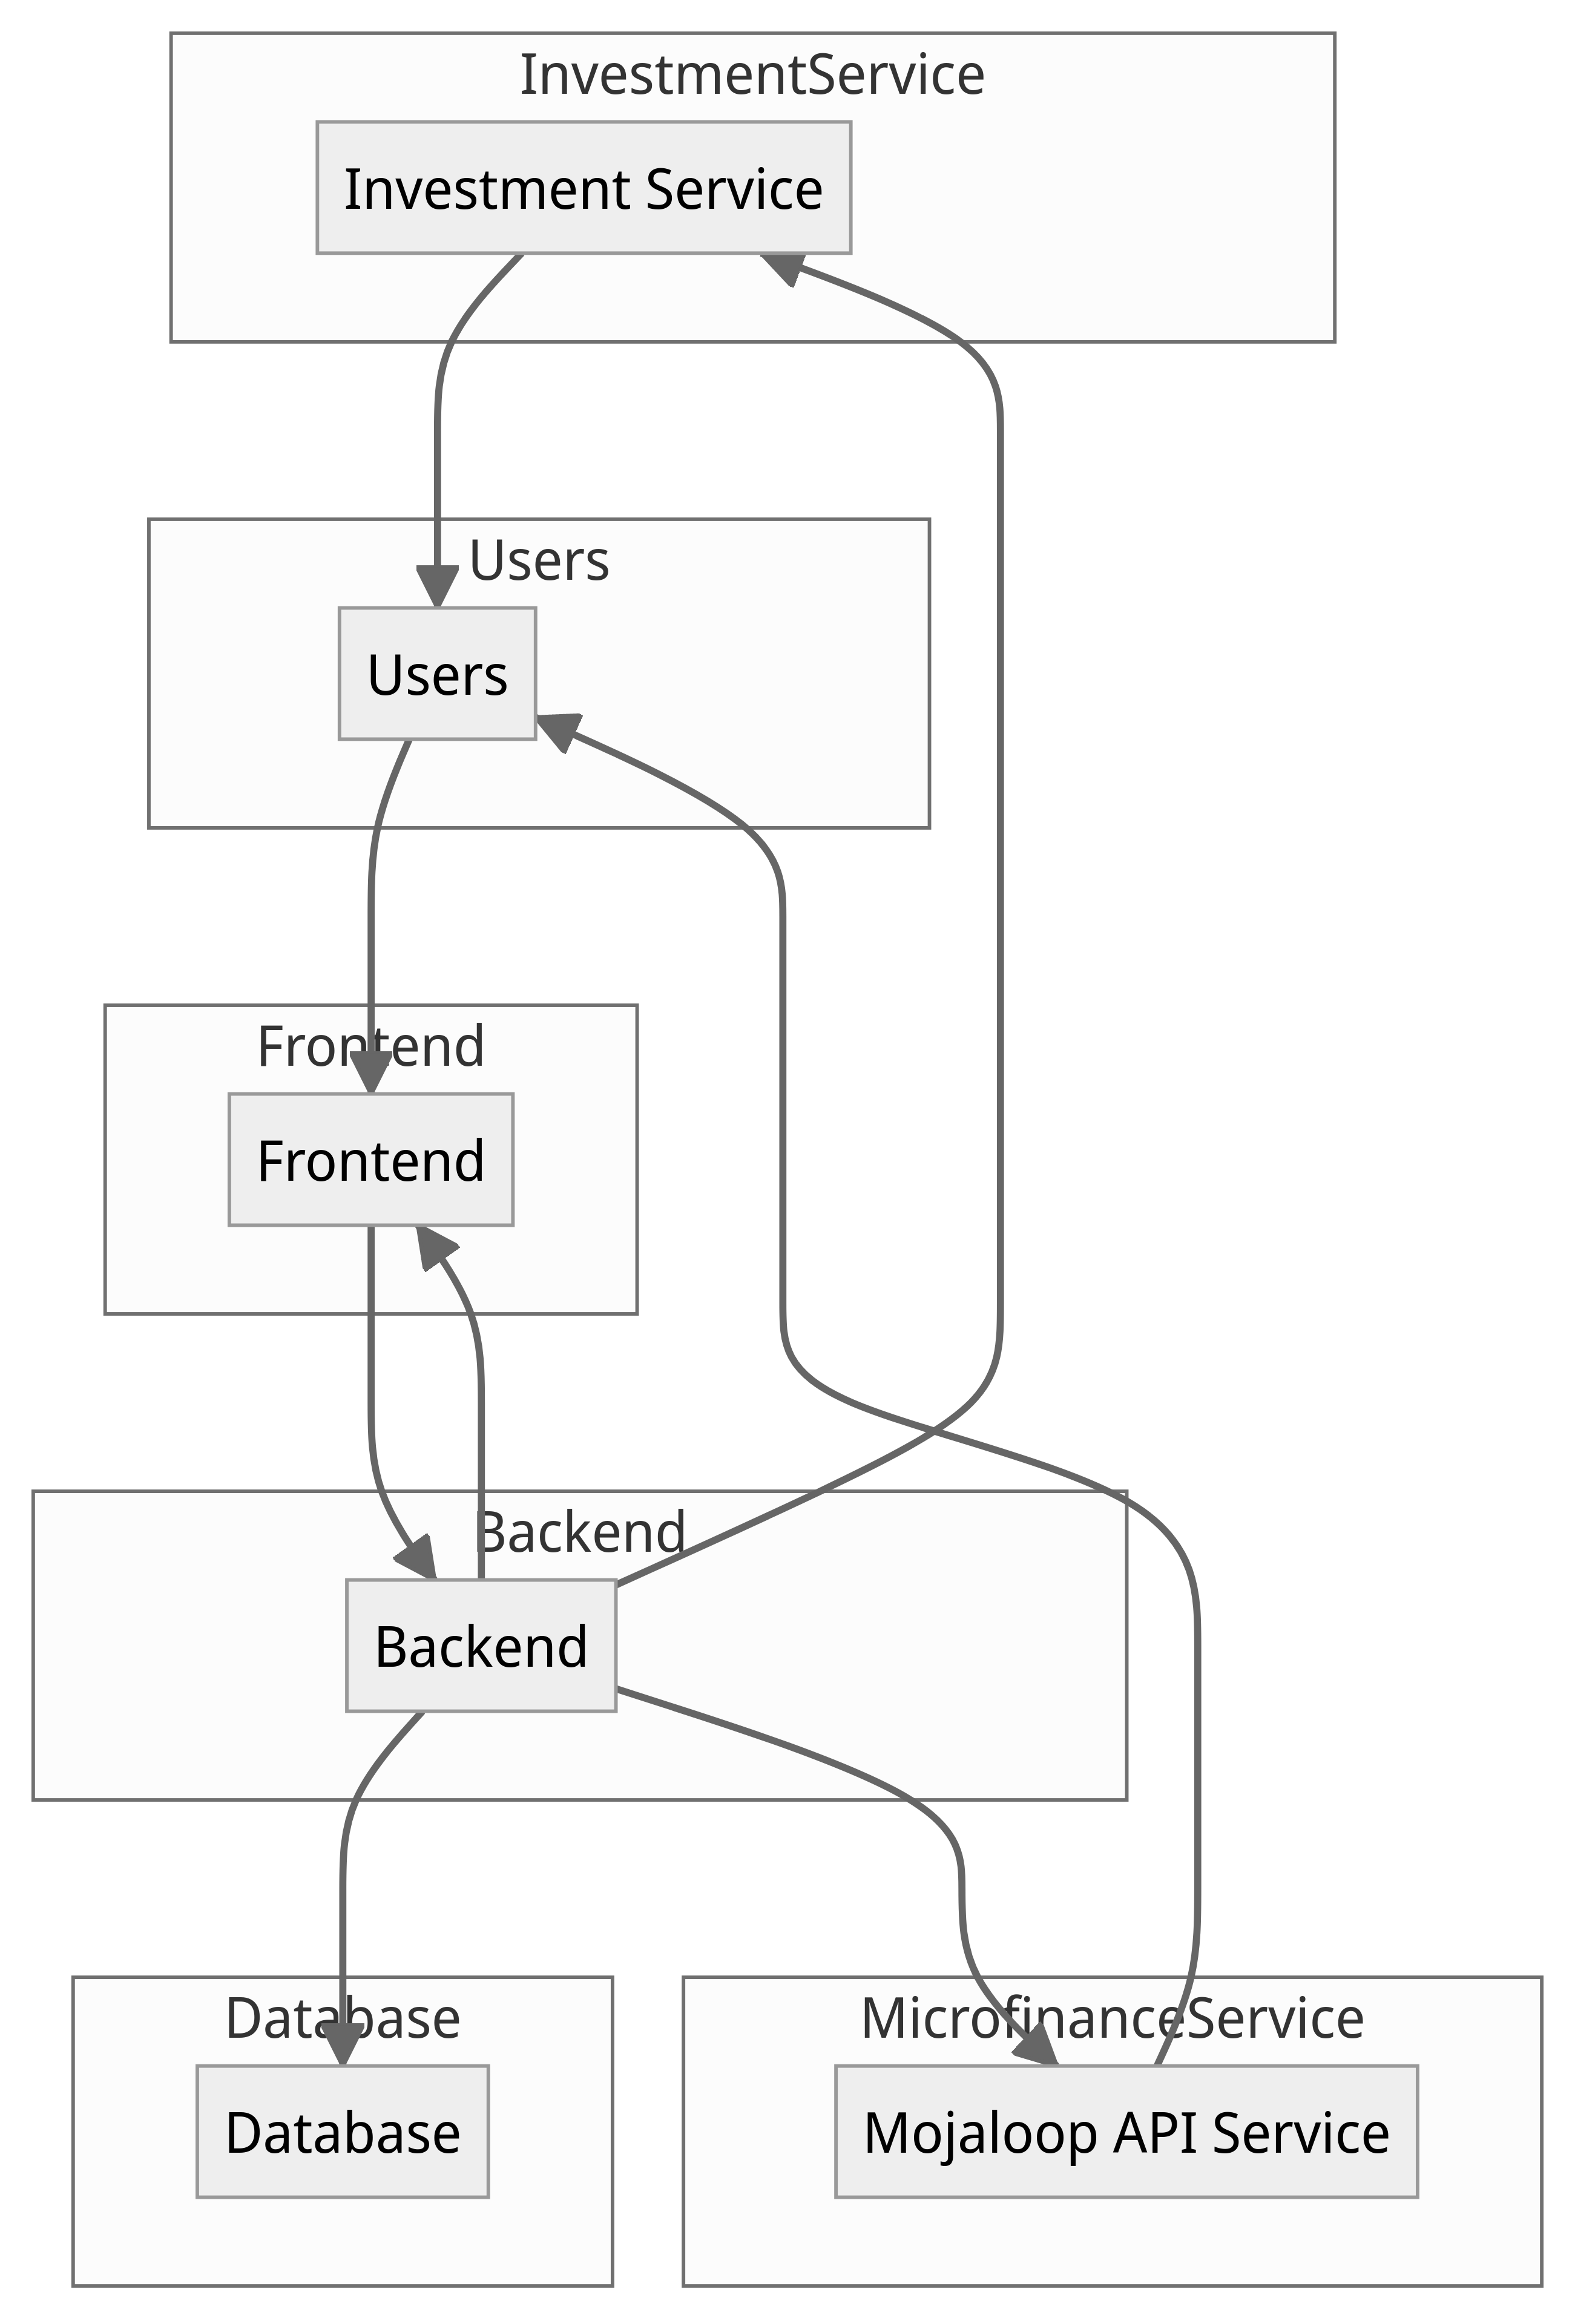 InvestmentService
Investment Service
Users
Users
Frontend
Frontend
Backend
Backend
Database
MicrofinanceService
Database
Mojaloop API Service